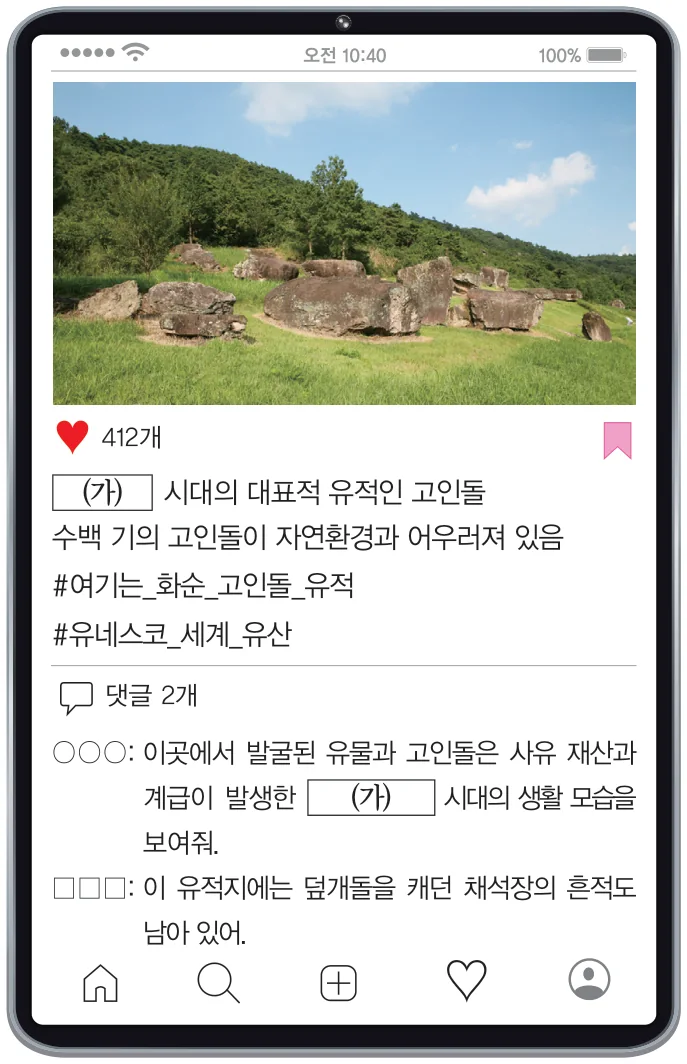 오전 10:40
100%
412개
(가) 시대의 대표적 유적인 고인돌
수백 기의 고인돌이 자연환경과 어우러져 있음
#여기는_화순_고인돌_유적
#유네스코_세계_유산
댓글 2개
○○○: 이곳에서 발굴된 유물과 고인돌은 사유 재산과
계급이 발생한 (가) 시대의 생활 모습을
보여줘.
□□□: 이 유적지에는 덮개돌을 캐던 채석장의 흔적도
남아 있어.